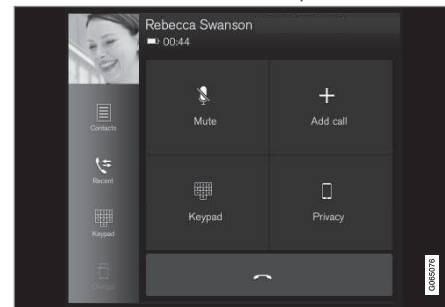 Rebecca Swanson
00:44
Contacts
Recent
Keypad
Mute
Add call
Keypad
Privacy
G065076